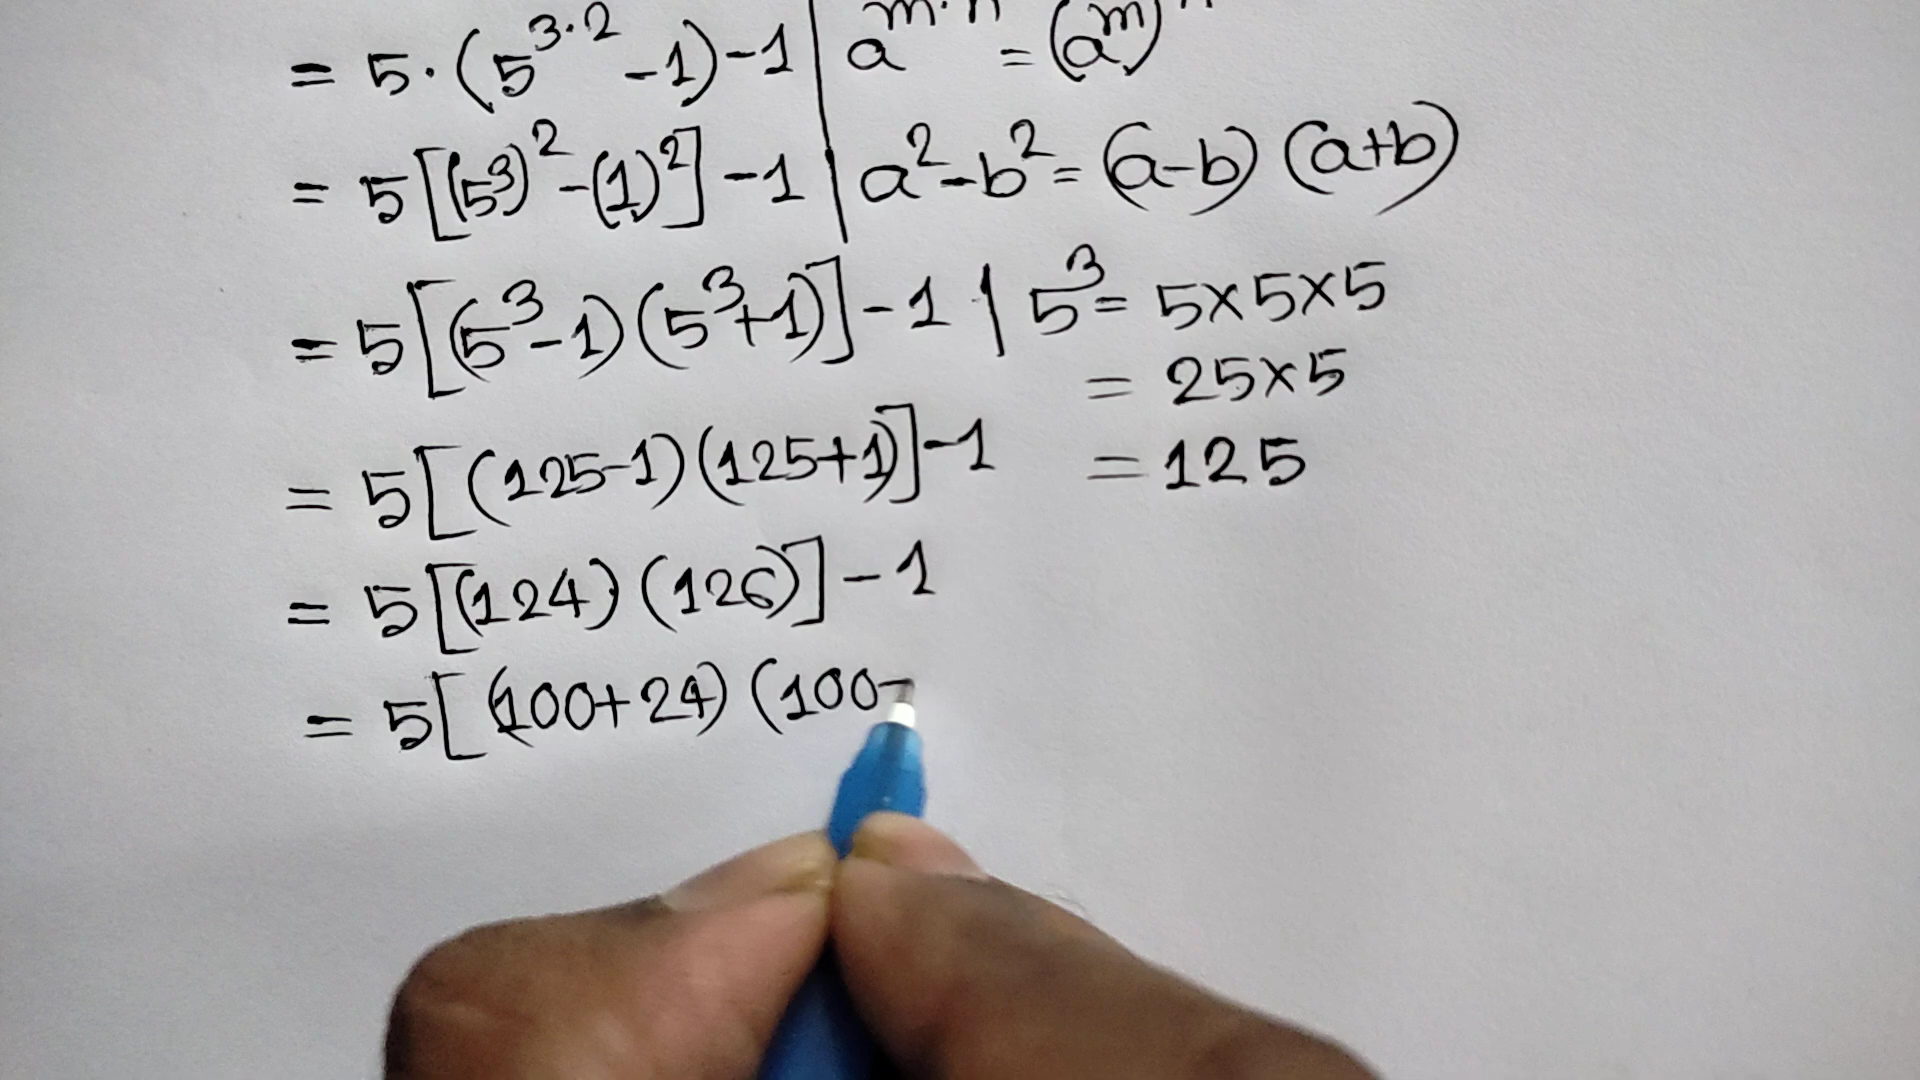 = 5·(5^{3·2} -1)-1 | a^{m·n} = (a^m)^n
= 5[(5^3)^2 -(1)^2] -1 | a^2-b^2 = (a-b) (a+b)
= 5[(5^3-1)(5^3+1)]-1 | 5^3 = 5×5×5
= 25×5
= 5[(125-1)(125+1)]-1 = 125
= 5[(124)(126)]-1
= 5[(100+24)(100